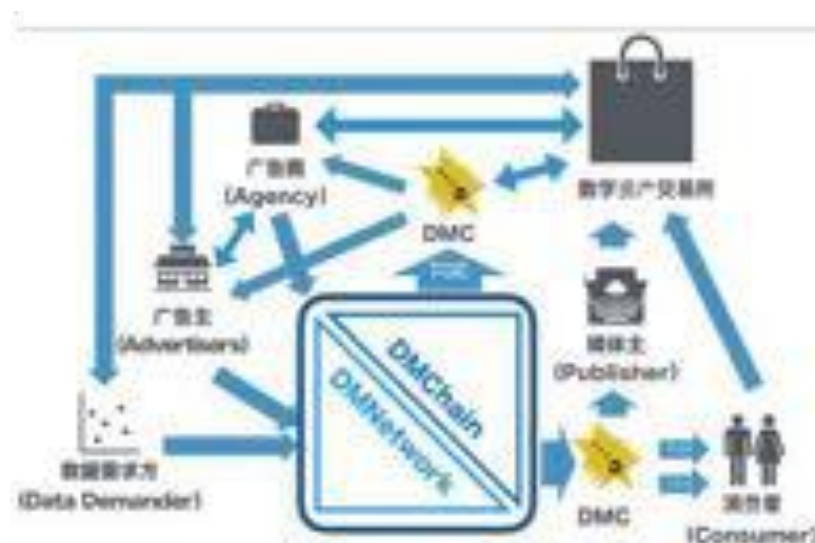 广告商
(Agency)
DMC
数字资产交易所
广告主
(Advertisers)
媒体主
(Publisher)
DMChain
DMNetwork
数据需求方
(Data Demander)
DMC
消费者
(Consumer)